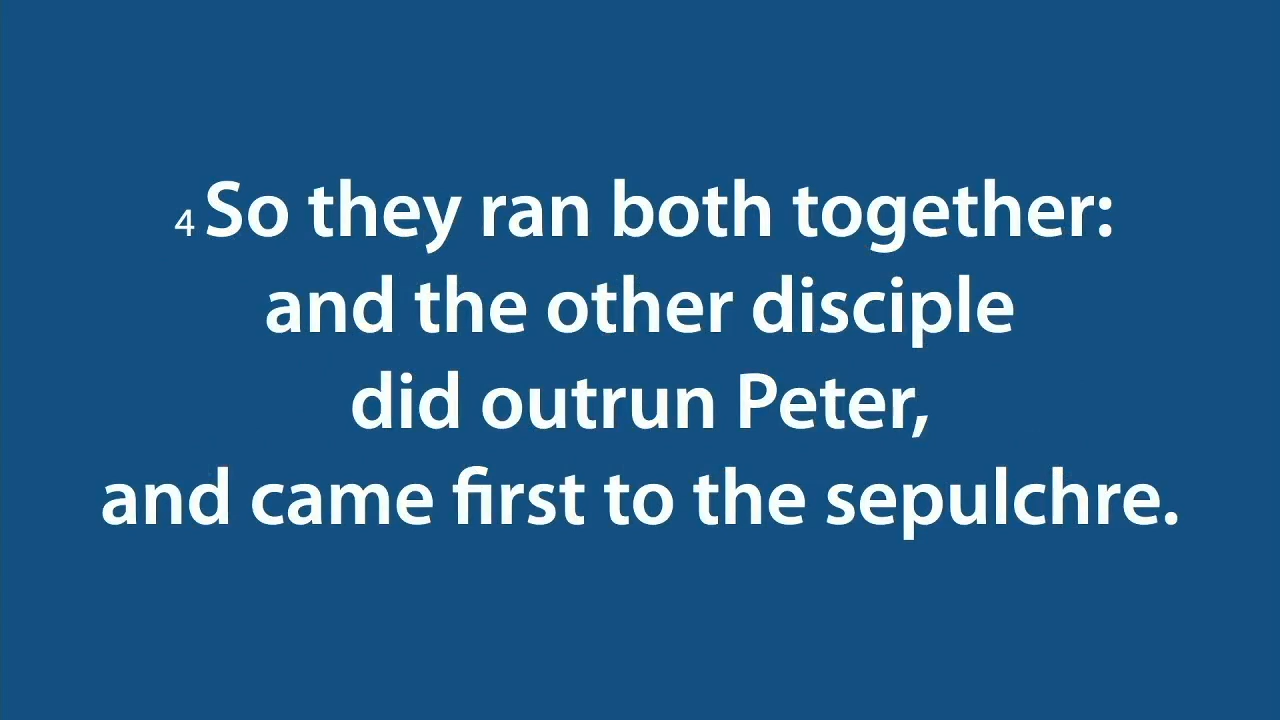 4 So they ran both together:
and the other disciple
did outrun Peter,
and came first to the sepulchre.